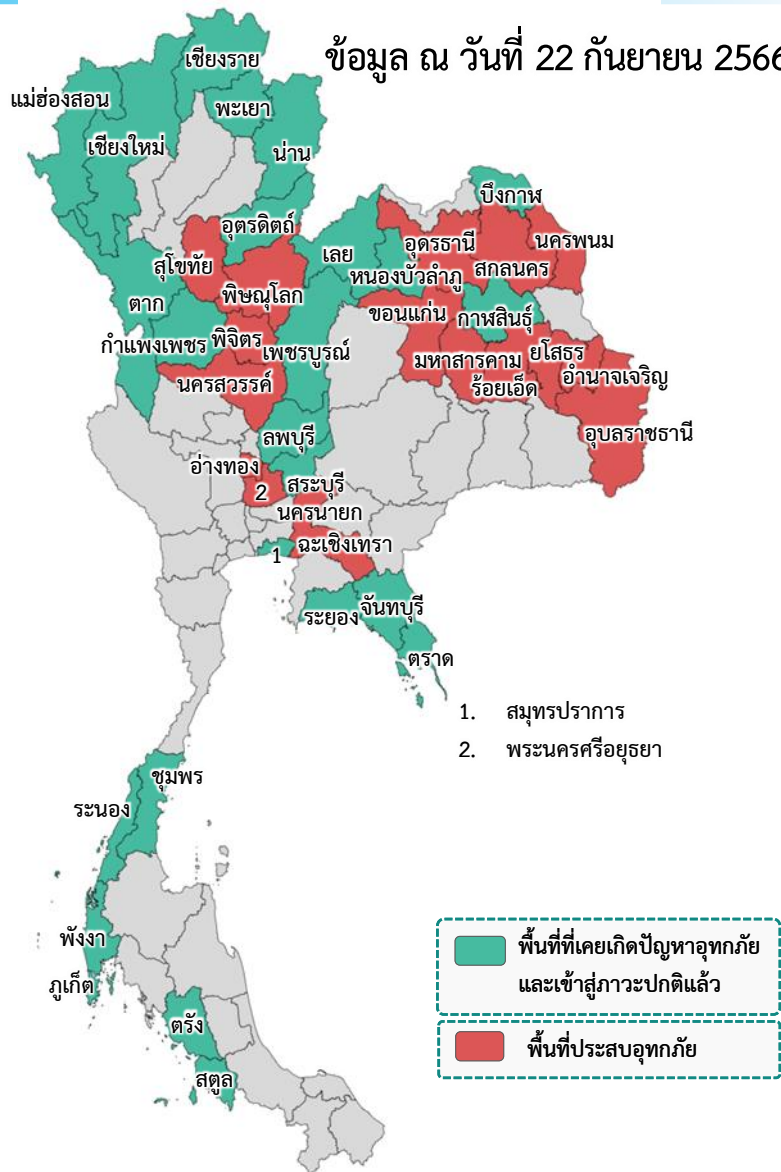 ข้อมูล ณ วันที่ 22 กันยายน 2566
เชียงราย
แม่ฮ่องสอน
พะเยา
เชียงใหม่
น่าน
บึงกาฬ
อุตรดิตถ์
เลย
อุดรธานี
นครพนม
สุโขทัย
หนองบัวลำภู
สกลนคร
ตาก
พิษณุโลก
ขอนแก่น
กาฬสินธุ์
กำแพงเพชร
พิจิตร
เพชรบูรณ์
มหาสารคาม
ยโสธร
นครสวรรค์
ร้อยเอ็ด
อำนาจเจริญ
ลพบุรี
อุบลราชธานี
อ่างทอง
2
สระบุรี
นครนายก
1
ฉะเชิงเทรา
ระยอง
จันทบุรี
ตราด
1. สมุทรปราการ
2. พระนครศรีอยุธยา
ชุมพร
ระนอง
พังงา
ภูเก็ต
ตรัง
สตูล
พื้นที่ที่เคยเกิดปัญหาอุทกภัย
และเข้าสู่ภาวะปกติแล้ว
พื้นที่ประสบอุทกภัย